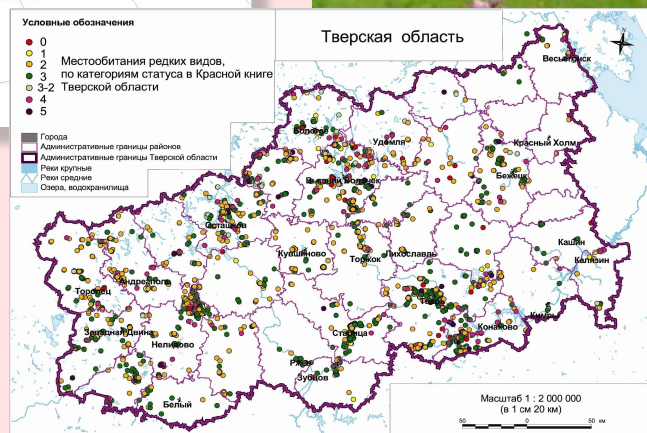 Условные обозначения
0
1
2
3
3-2
4
5
Местообитания редких видов,
по категориям статуса в Красной книге
Тверской области
Города
Административные границы районов
Административные границы Тверской области
Реки крупные
Реки средние
Озера, водохранилища
Тверская область
Весьегонск
Бологое
Удомля
Красный Холм
Вышний Волочек
Бежецк
Осташков
Кашин
Кувшиново
Торжок
Лихославль
Калязин
Андреаполь
Торопец
Кимры
Конаково
Западная Двина
Старица
Нелидово
Ржев
Зубцов
Белый
Масштаб 1 : 2 000 000
(в 1 см 20 км)
50 0 50 км